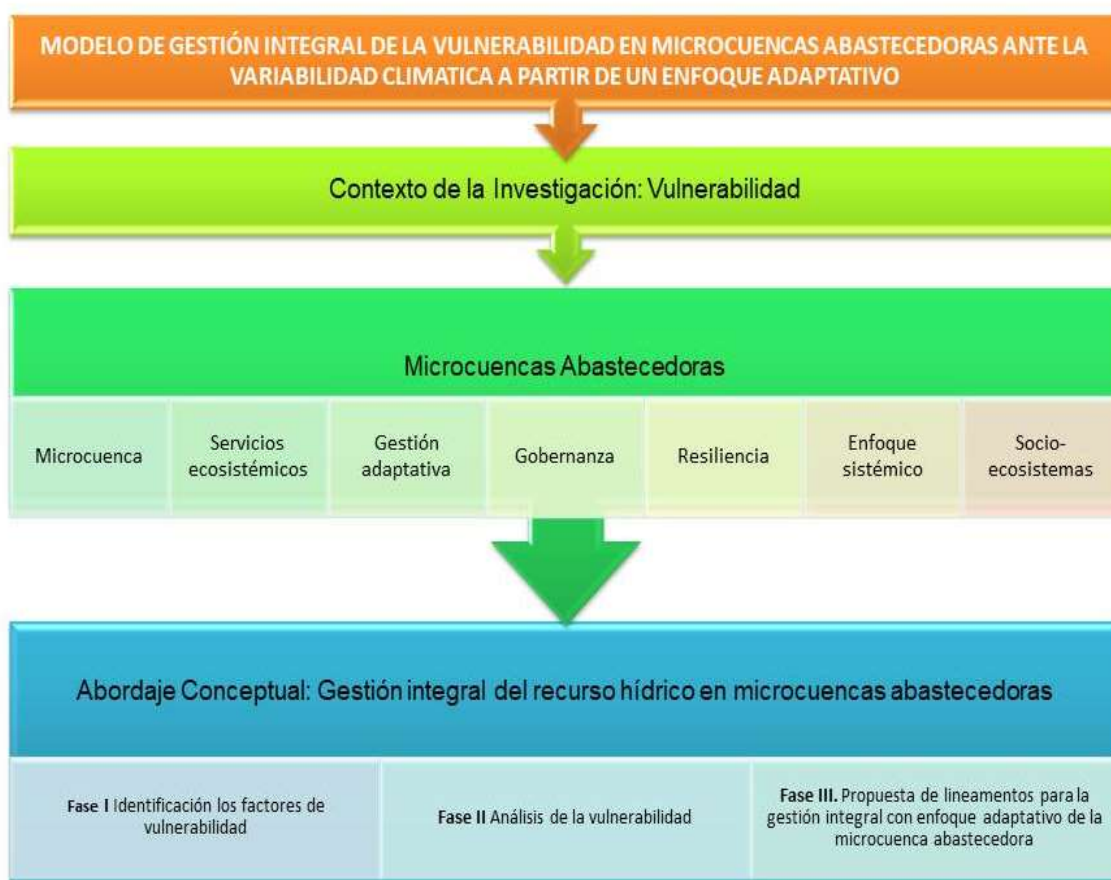 MODELO DE GESTIÓN INTEGRAL DE LA VULNERABILIDAD EN MICROCUENCAS ABASTECEDORAS ANTE LA
VARIABILIDAD CLIMATICA A PARTIR DE UN ENFOQUE ADAPTATIVO
Contexto de la Investigación: Vulnerabilidad
Microcuencas Abastecedoras
Microcuenca
Servicios
ecosistémicos
Gestión
adaptativa
Gobernanza
Resiliencia
Enfoque
sistémico
Socio-
ecosistemas
Abordaje Conceptual: Gestión integral del recurso hídrico en microcuencas abastecedoras
Fase I Identificación los factores de
vulnerabilidad
Fase II Análisis de la vulnerabilidad
Fase III. Propuesta de lineamentos para la
gestión integral con enfoque adaptativo de la
microcuenca abastecedora